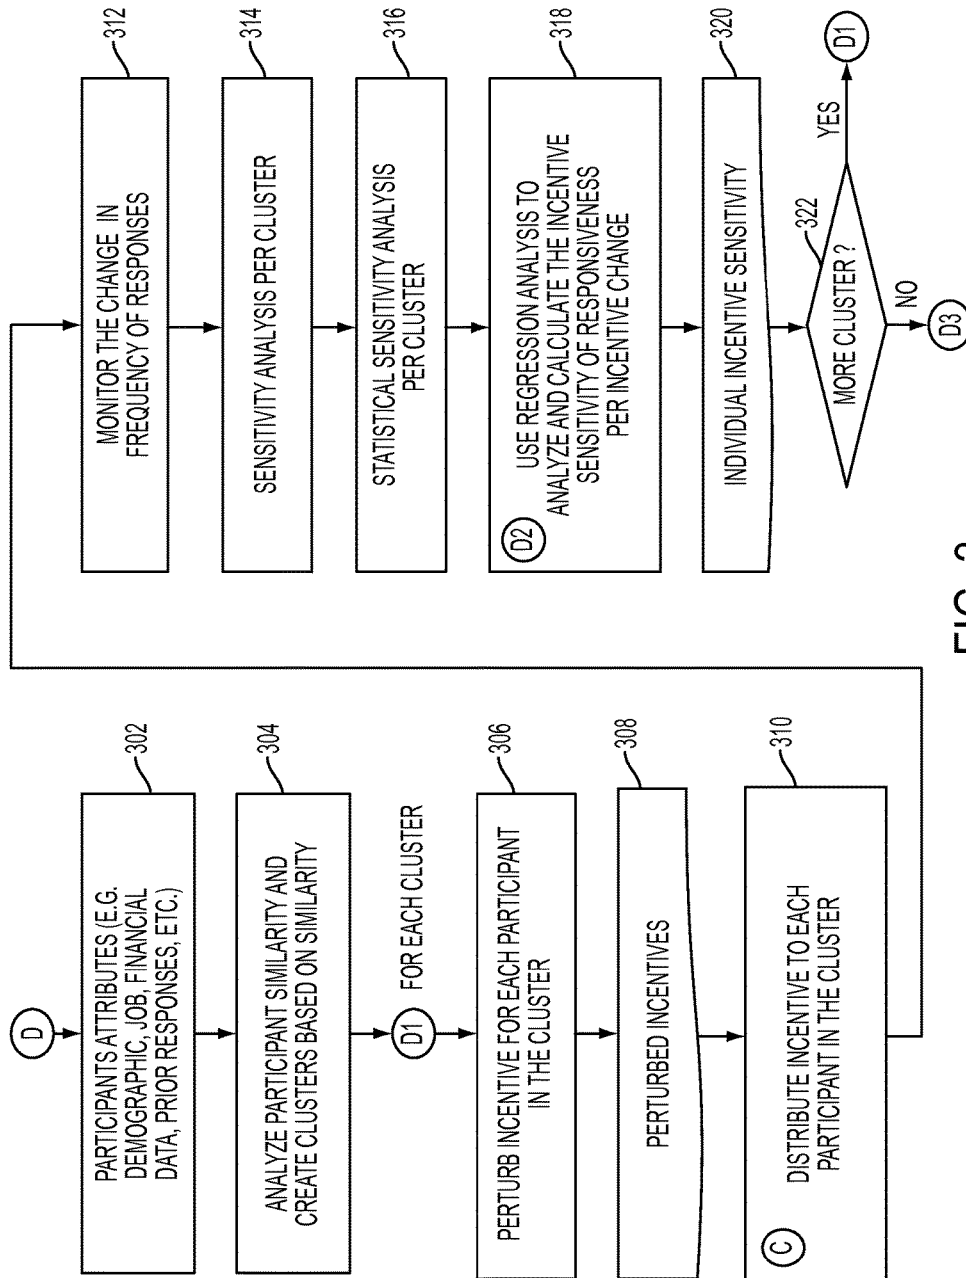 D
PARTICIPANTS ATTRIBUTES (E.G.
DEMOGRAPHIC, JOB, FINANCIAL
DATA, PRIOR RESPONSES, ETC.)
302
ANALYZE PARTICIPANT SIMILARITY AND
CREATE CLUSTERS BASED ON SIMILARITY
304
D1
FOR EACH CLUSTER
PERTURB INCENTIVE FOR EACH PARTICIPANT
IN THE CLUSTER
306
PERTURBED INCENTIVES
308
DISTRIBUTE INCENTIVE TO EACH
PARTICIPANT IN THE CLUSTER
C
310
MONITOR THE CHANGE IN
FREQUENCY OF RESPONSES
312
SENSITIVITY ANALYSIS PER CLUSTER
314
STATISTICAL SENSITIVITY ANALYSIS
PER CLUSTER
316
D2
USE REGRESSION ANALYSIS TO
ANALYZE AND CALCULATE THE INCENTIVE
SENSITIVITY OF RESPONSIVENESS
PER INCENTIVE CHANGE
318
INDIVIDUAL INCENTIVE SENSITIVITY
320
MORE CLUSTER ?
322
YES
D1
NO
D3
FIG.